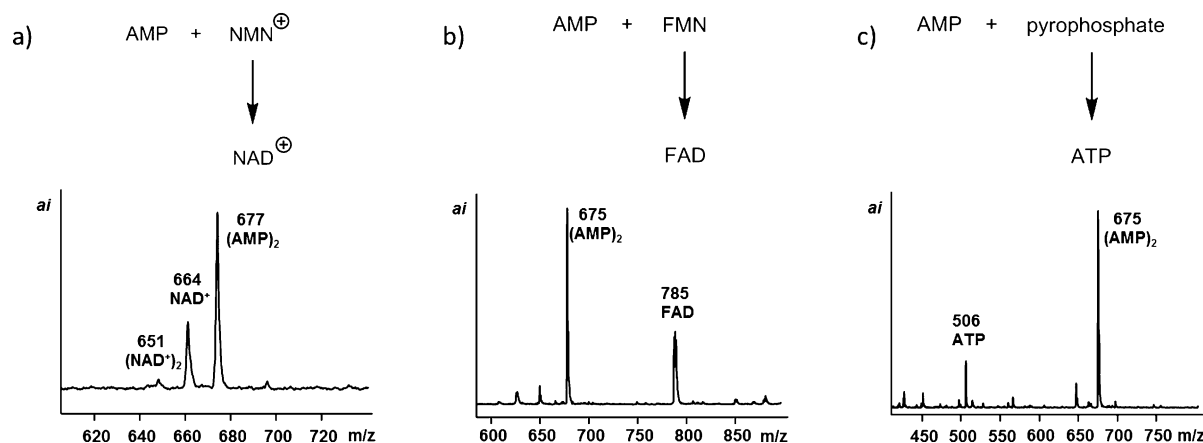 a)
AMP + NMN⊕
NAD⊕
ai
677
(AMP)₂
664
NAD⁺
651
(NAD⁺)₂
620 640 660 680 700 720 m/z
b)
AMP + FMN
FAD
ai
675
(AMP)₂
785
FAD
600 650 700 750 800 850 m/z
c)
AMP + pyrophosphate
ATP
ai
675
(AMP)₂
506
ATP
450 500 550 600 650 700 750 m/z